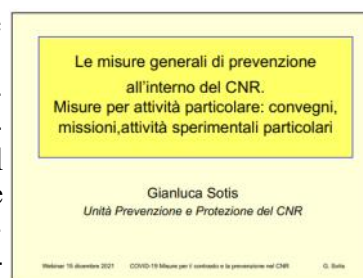 Le misure generali di prevenzione
all'interno del CNR.
Misure per attività particolare: convegni,
missioni,attività sperimentali particolari
Gianluca Sotis
Unità Prevenzione e Protezione del CNR
Webinar 15 dicembre 2021 COVID-19 Misure per il contrasto e la prevenzione nel CNR G. Sotis